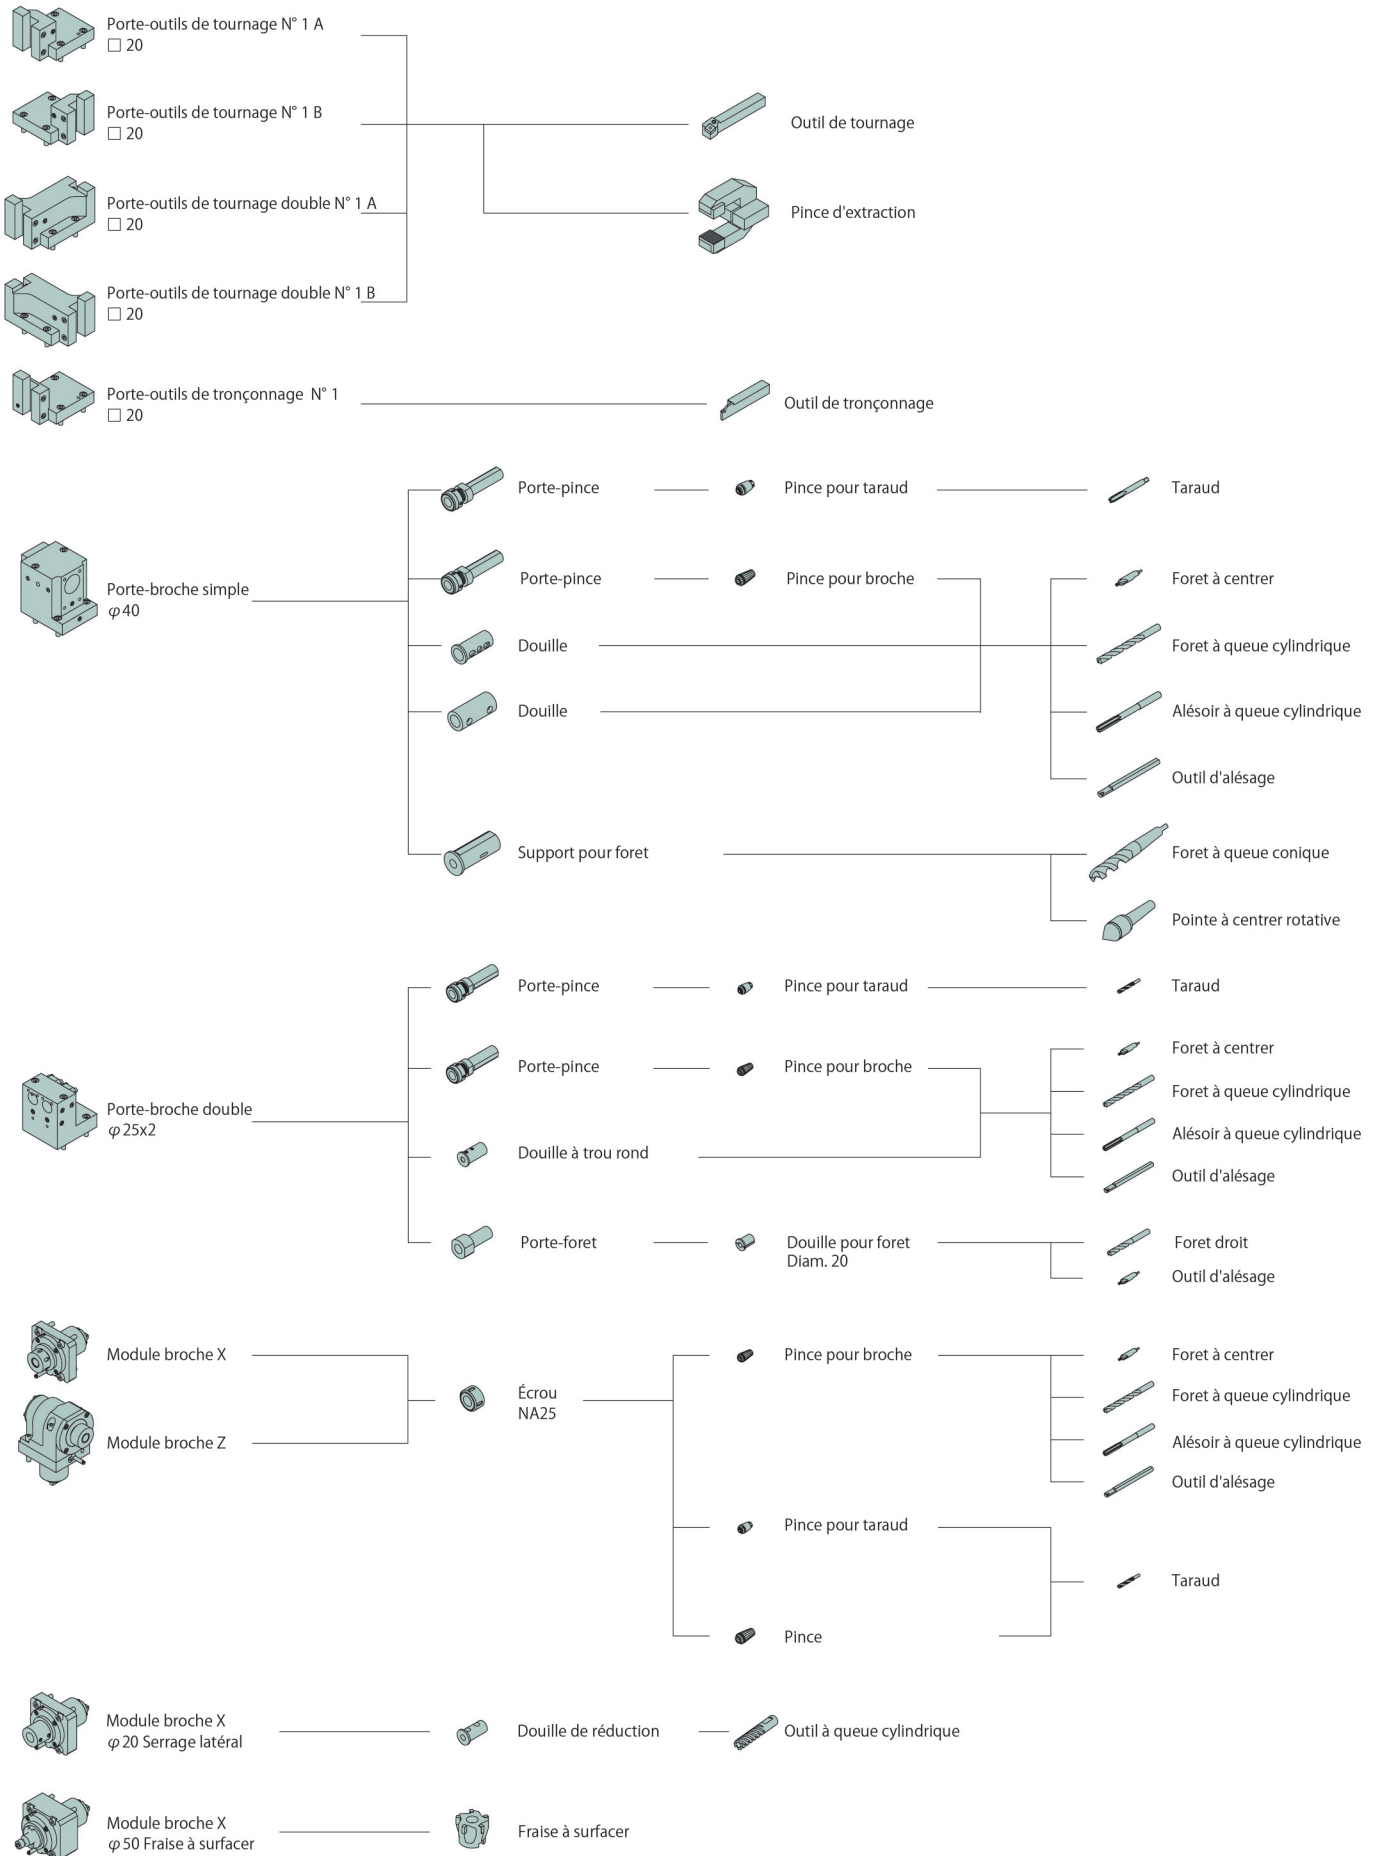 Porte-outils de tournage N° 1 A
□ 20
Porte-outils de tournage N° 1 B
□ 20
Outil de tournage
Porte-outils de tournage double N° 1 A
□ 20
Pince d'extraction
Porte-outils de tournage double N° 1 B
□ 20
Porte-outils de tronçonnage N° 1
□ 20
Outil de tronçonnage
Porte-broche simple
φ40
Porte-pince
Pince pour taraud
Taraud
Porte-pince
Pince pour broche
Foret à centrer
Douille
Foret à queue cylindrique
Douille
Alésoir à queue cylindrique
Outil d'alésage
Support pour foret
Foret à queue conique
Pointe à centrer rotative
Porte-broche double
φ25x2
Porte-pince
Pince pour taraud
Taraud
Porte-pince
Pince pour broche
Foret à centrer
Foret à queue cylindrique
Alésoir à queue cylindrique
Outil d'alésage
Douille à trou rond
Porte-foret
Douille pour foret
Diam. 20
Foret droit
Outil d'alésage
Module broche X
Module broche Z
Écrou
NA25
Pince pour broche
Foret à centrer
Foret à queue cylindrique
Alésoir à queue cylindrique
Outil d'alésage
Pince pour taraud
Taraud
Pince
Module broche X
φ20 Serrage latéral
Douille de réduction
Outil à queue cylindrique
Module broche X
φ50 Fraise à surfacer
Fraise à surfacer